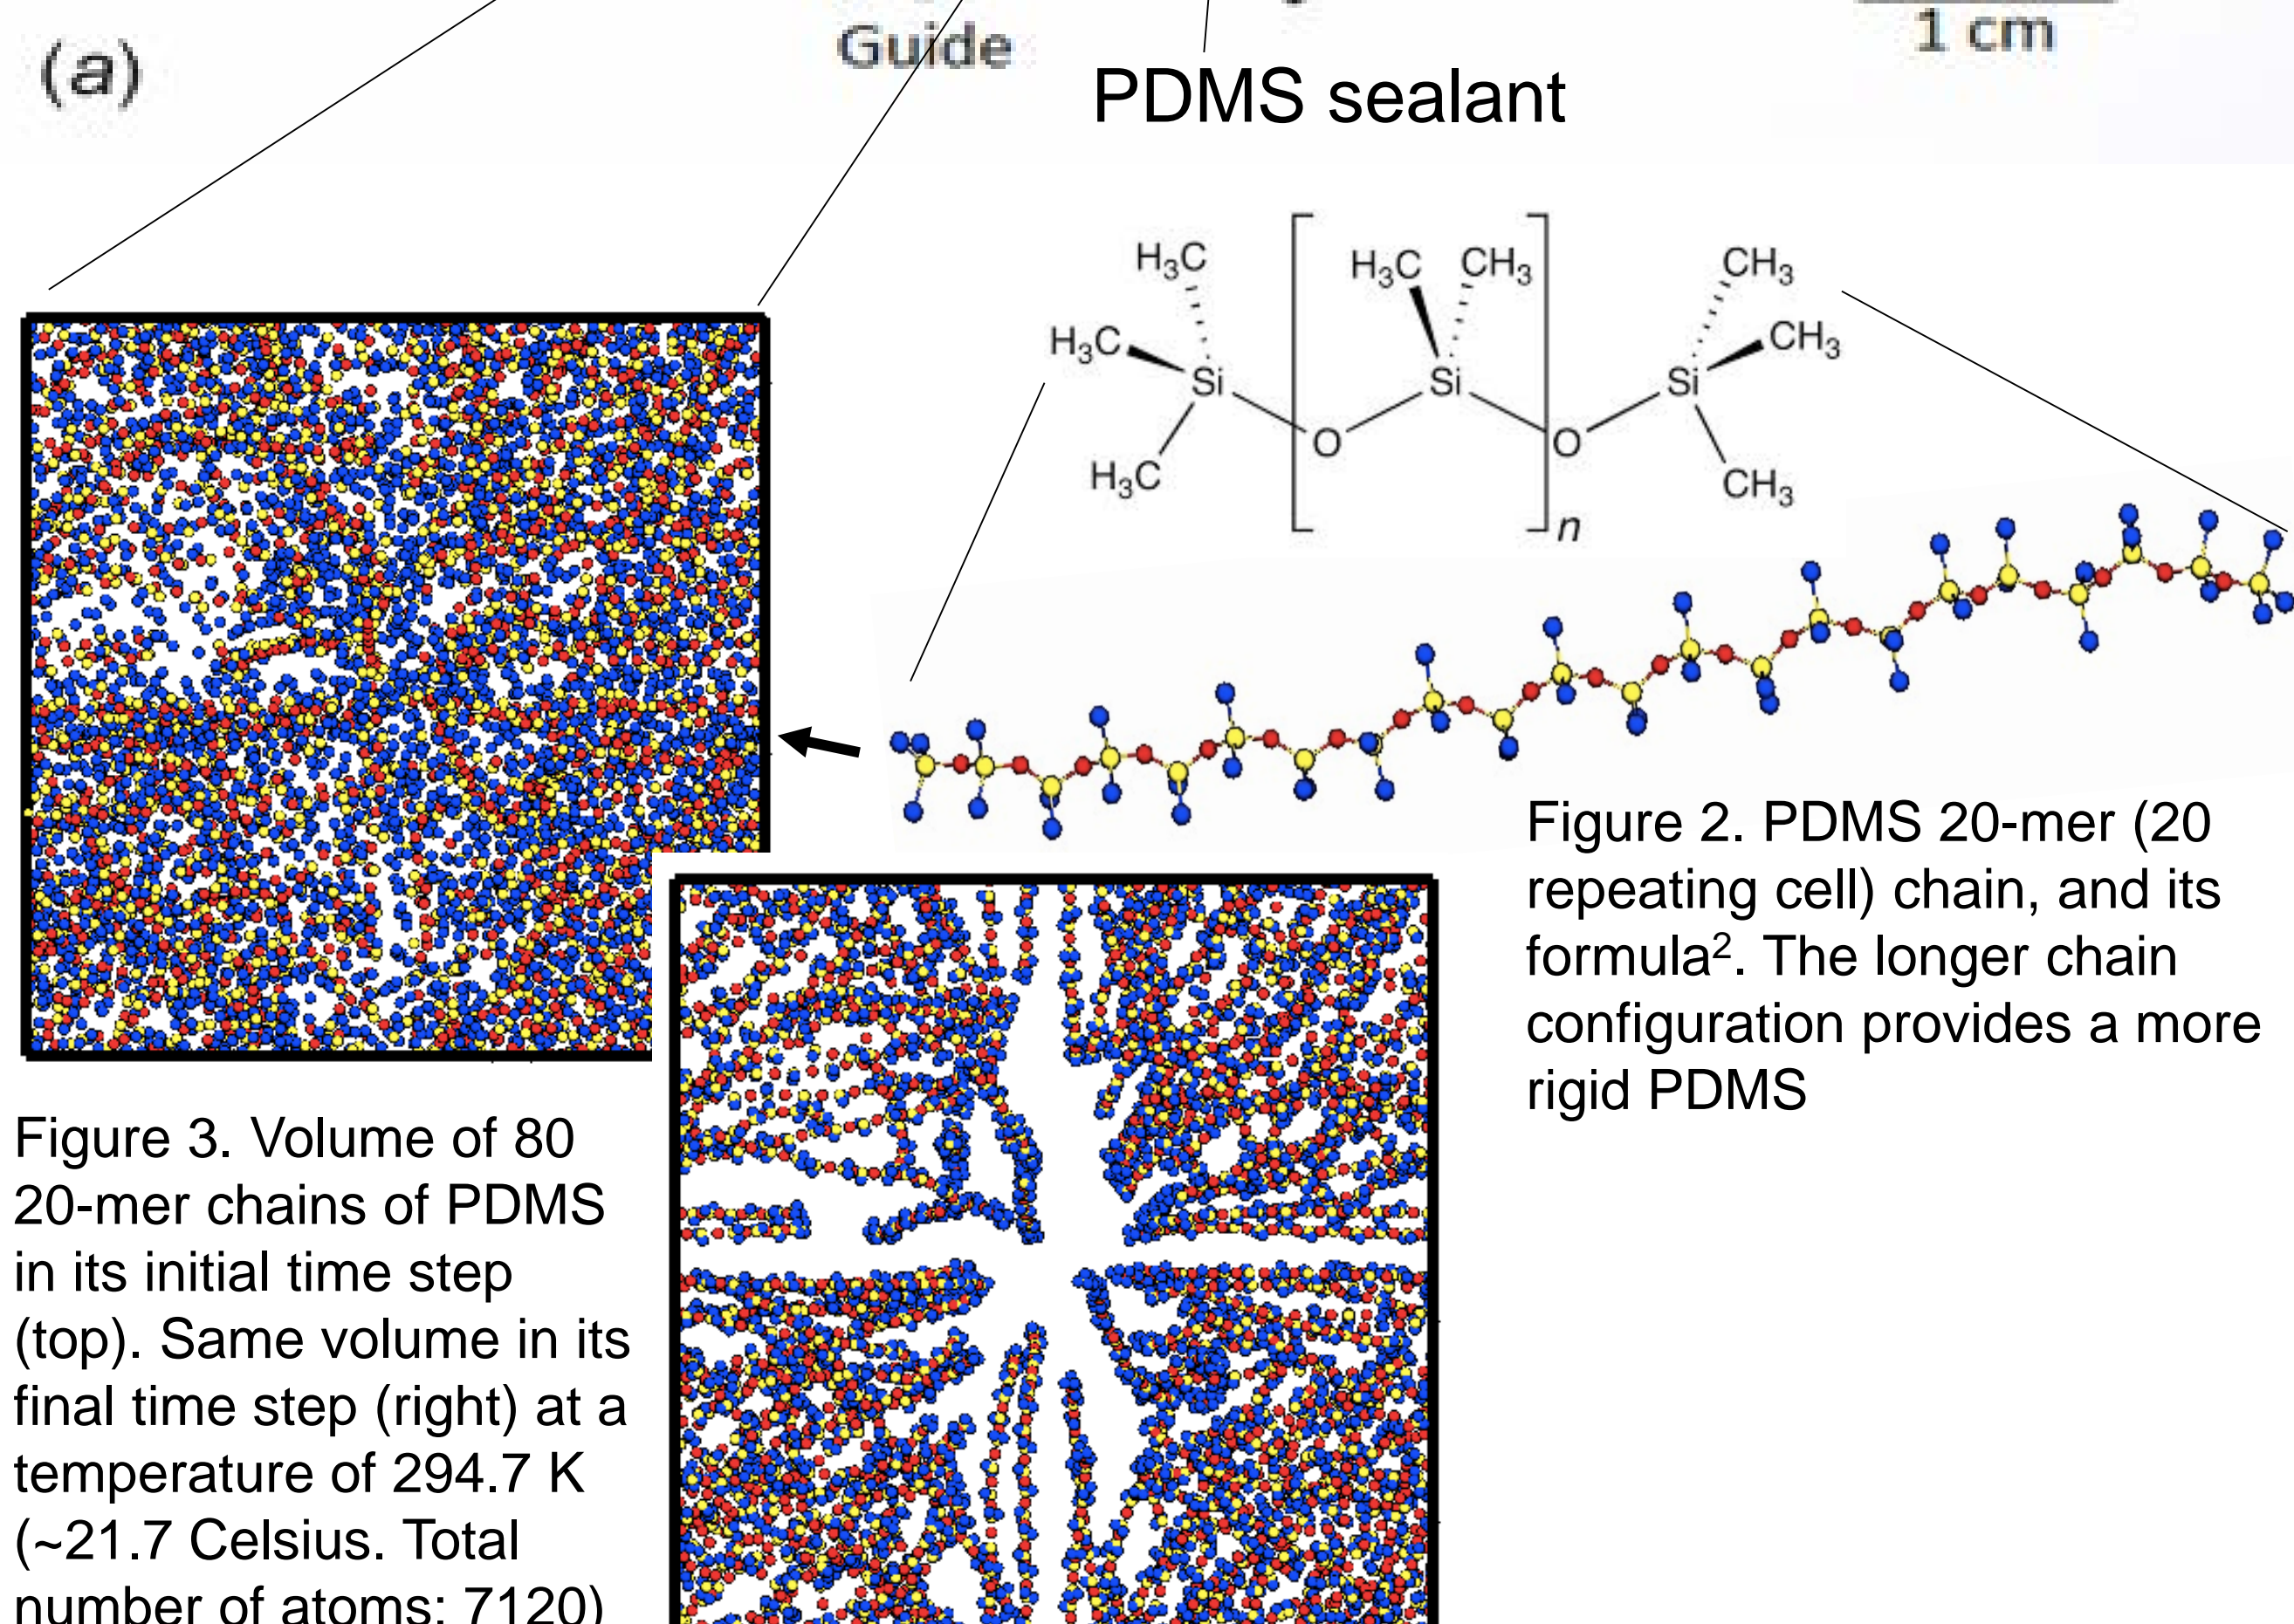 (a)
Guide
1 cm
PDMS sealant
H3C
H3C CH3
CH3
H3C
CH3
Si Si Si
O O
H3C
CH3
n
Figure 2. PDMS 20-mer (20
repeating cell) chain, and its
formula2. The longer chain
configuration provides a more
rigid PDMS
Figure 3. Volume of 80
20-mer chains of PDMS
in its initial time step
(top). Same volume in its
final time step (right) at a
temperature of 294.7 K
(~21.7 Celsius. Total
number of atoms: 7120)